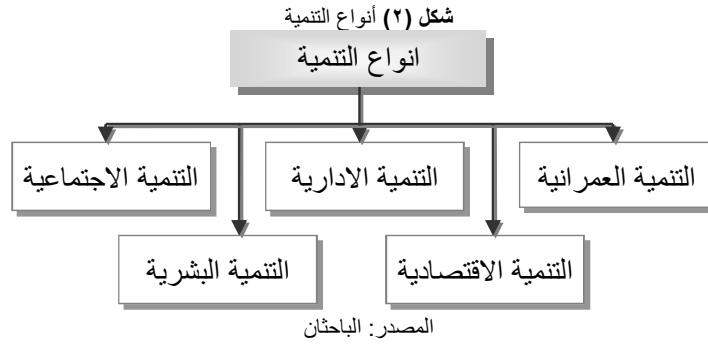 شكل (٢) أنواع التنمية
انواع التنمية
التنمية العمرانية
التنمية الادارية
التنمية الاجتماعية
التنمية الاقتصادية
التنمية البشرية
المصدر: الباحثان